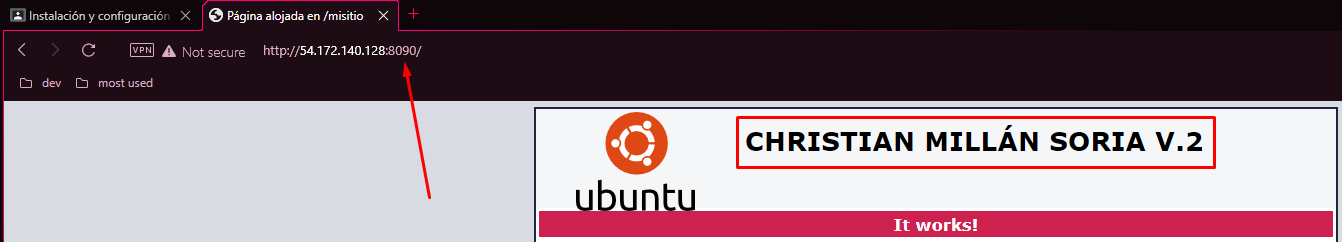 Instalación y configuración
Página alojada en /misitio
VPN Not secure http://54.172.140.128:8090/
dev most used
CHRISTIAN MILLÁN SORIA V.2
ubuntu
It works!